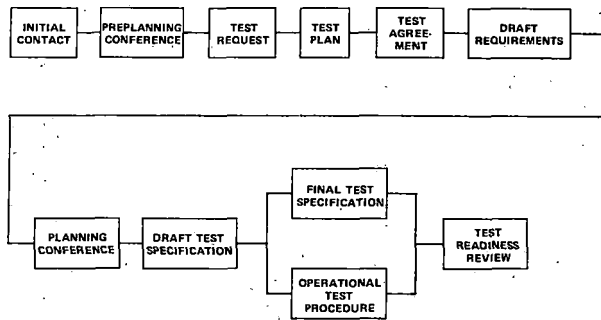 INITIAL
CONTACT
PREPLANNING
CONFERENCE
TEST
REQUEST
TEST
PLAN
TEST
AGREE-
MENT
DRAFT
REQUIREMENTS
PLANNING
CONFERENCE
DRAFT TEST
SPECIFICATION
FINAL TEST
SPECIFICATION
OPERATIONAL
TEST
PROCEDURE
TEST
READINESS
REVIEW